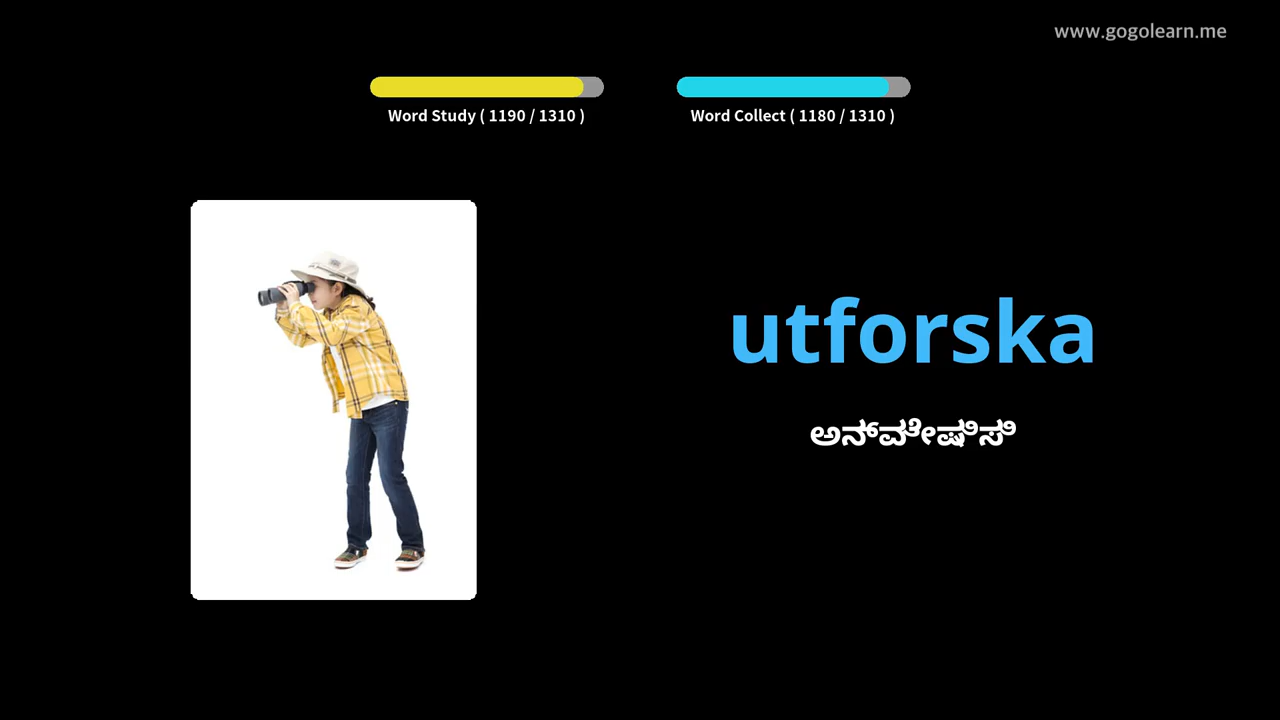 www.gogolearn.me
Word Study ( 1190 / 1310 )
Word Collect ( 1180 / 1310 )
utforska
ಅನ್ವೇಷಿಸಿ